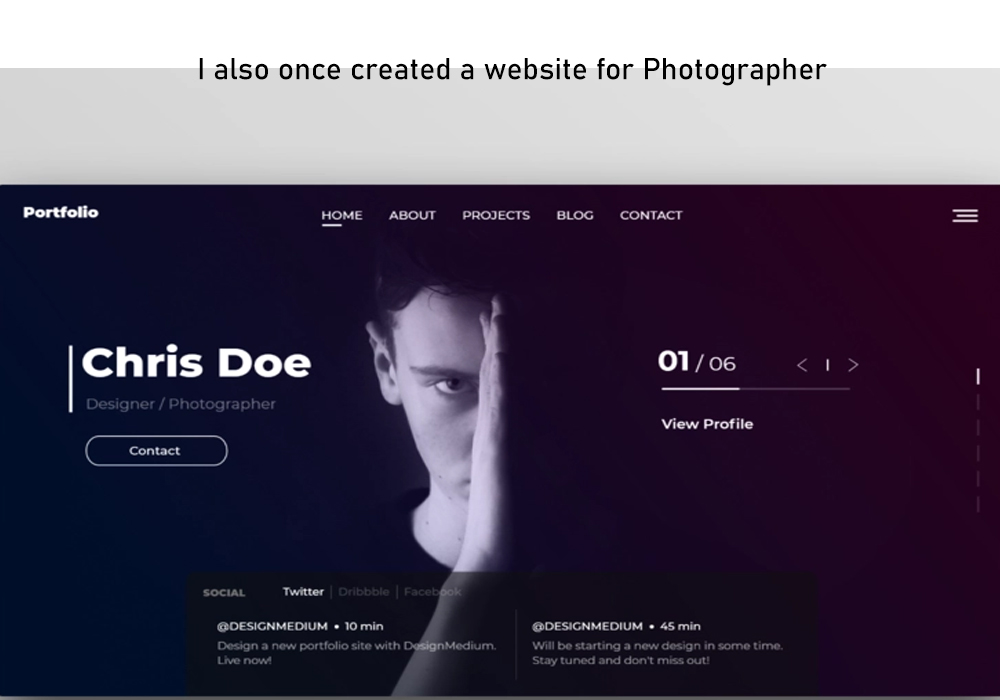 I also once created a website for Photographer
Portfolio
HOME ABOUT PROJECTS BLOG CONTACT
Chris Doe
Designer / Photographer
Contact
01 / 06
View Profile
SOCIAL Twitter | Dribbble | Facebook
@DESIGNMEDIUM • 10 min
Design a new portfolio site with DesignMedium.
Live now!
@DESIGNMEDIUM • 45 min
Will be starting a new design in some time.
Stay tuned and don't miss out!